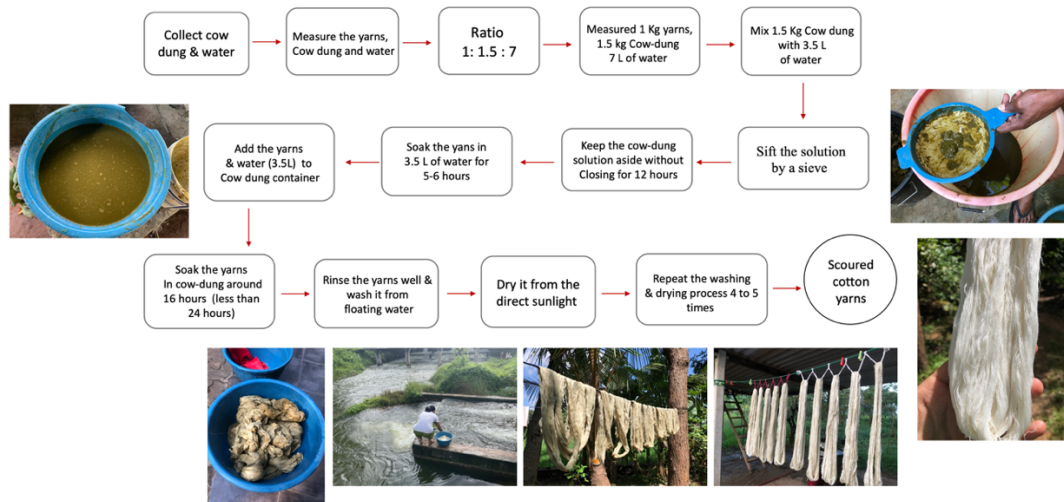 Collect cow
dung & water
Measure the yarns,
Cow dung and water
Ratio
1: 1.5 : 7
Measured 1 Kg yarns,
1.5 kg Cow-dung
7 L of water
Mix 1.5 Kg Cow dung
with 3.5 L
of water
Sift the solution
by a sieve
Keep the cow-dung
solution aside without
Closing for 12 hours
Soak the yans in
3.5 L of water for
5-6 hours
Add the yarns
& water (3.5L) to
Cow dung container
Soak the yarns
In cow-dung around
16 hours (less than
24 hours)
Rinse the yarns well &
wash it from
floating water
Dry it from the
direct sunlight
Repeat the washing
& drying process 4 to 5
times
Scoured
cotton
yarns